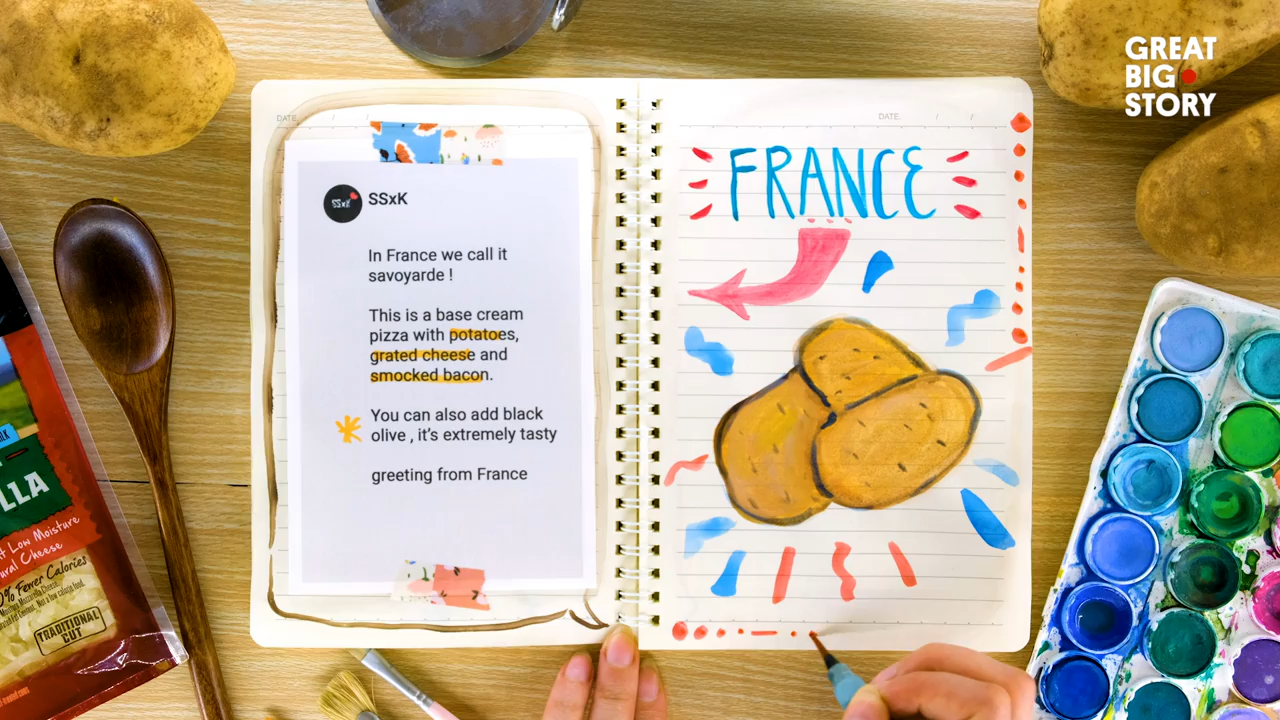 GREAT
BIG
STORY
DATE. / / /
DATE. / /
SSxK
SSxK
In France we call it
savoyarde !
This is a base cream
pizza with potatoes,
grated cheese and
smocked bacon.
You can also add black
olive , it's extremely tasty
greeting from France
FRANCE
LLA
t Low Moisture
ural Cheese
0% Fewer Calories
TRADITIONAL
CUT